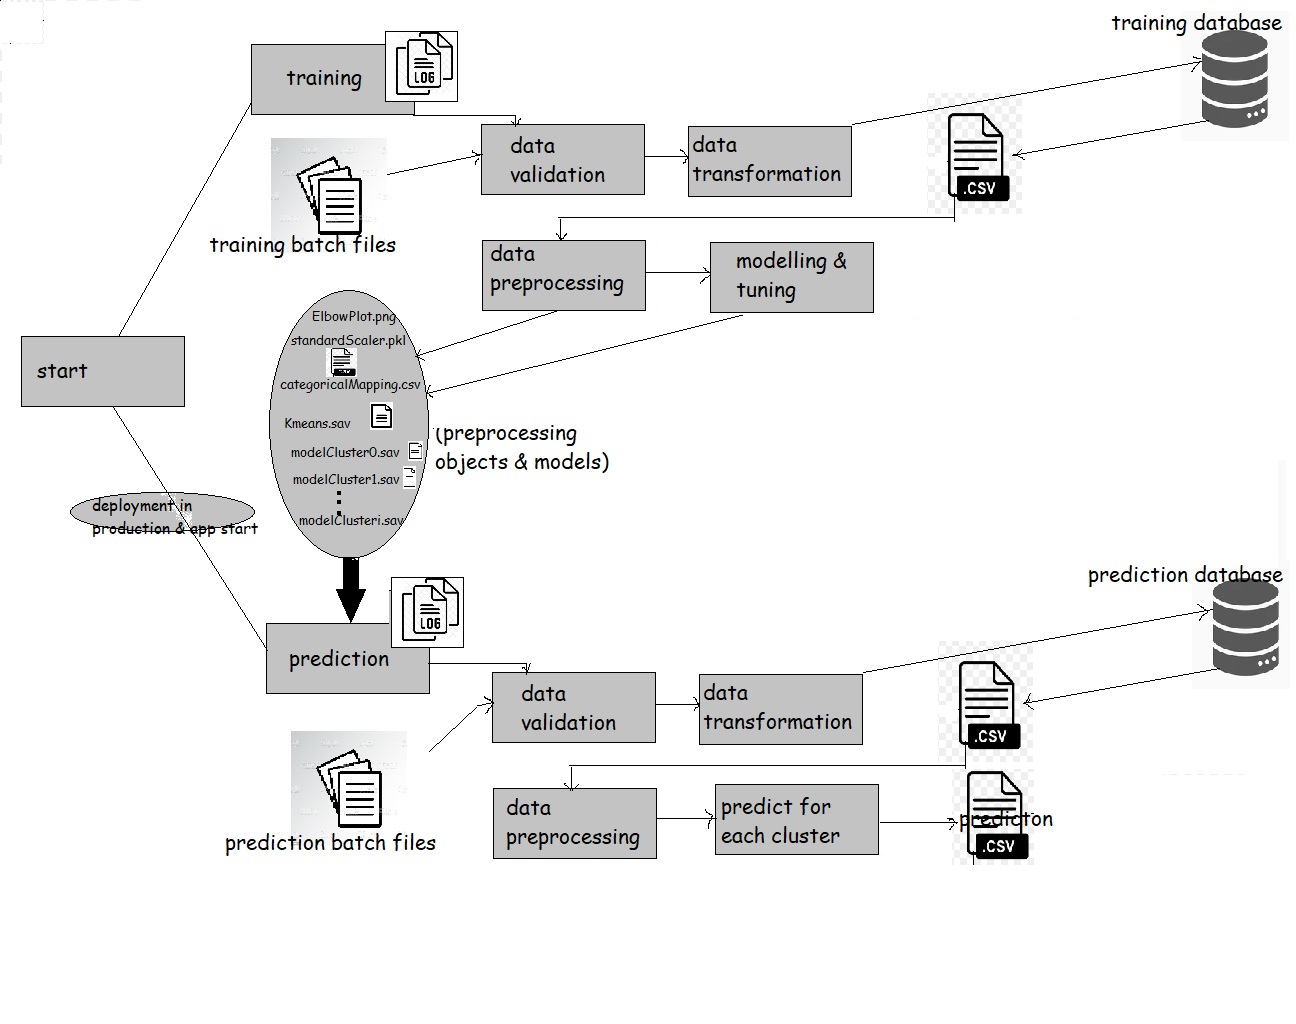 training database
training
LOG
data
validation
data
transformation
.CSV
training batch files
data
preprocessing
modelling &
tuning
ElbowPlot.png
standardScaler.pkl
CSV
categoricalMapping.csv
Kmeans.sav
modelCluster0.sav
modelCluster1.sav
modelClusteri.sav
(preprocessing
objects & models)
start
deployment in
production & app start
prediction database
LOG
prediction
data
validation
data
transformation
.CSV
prediction batch files
data
preprocessing
predict for
each cluster
predicton
.CSV